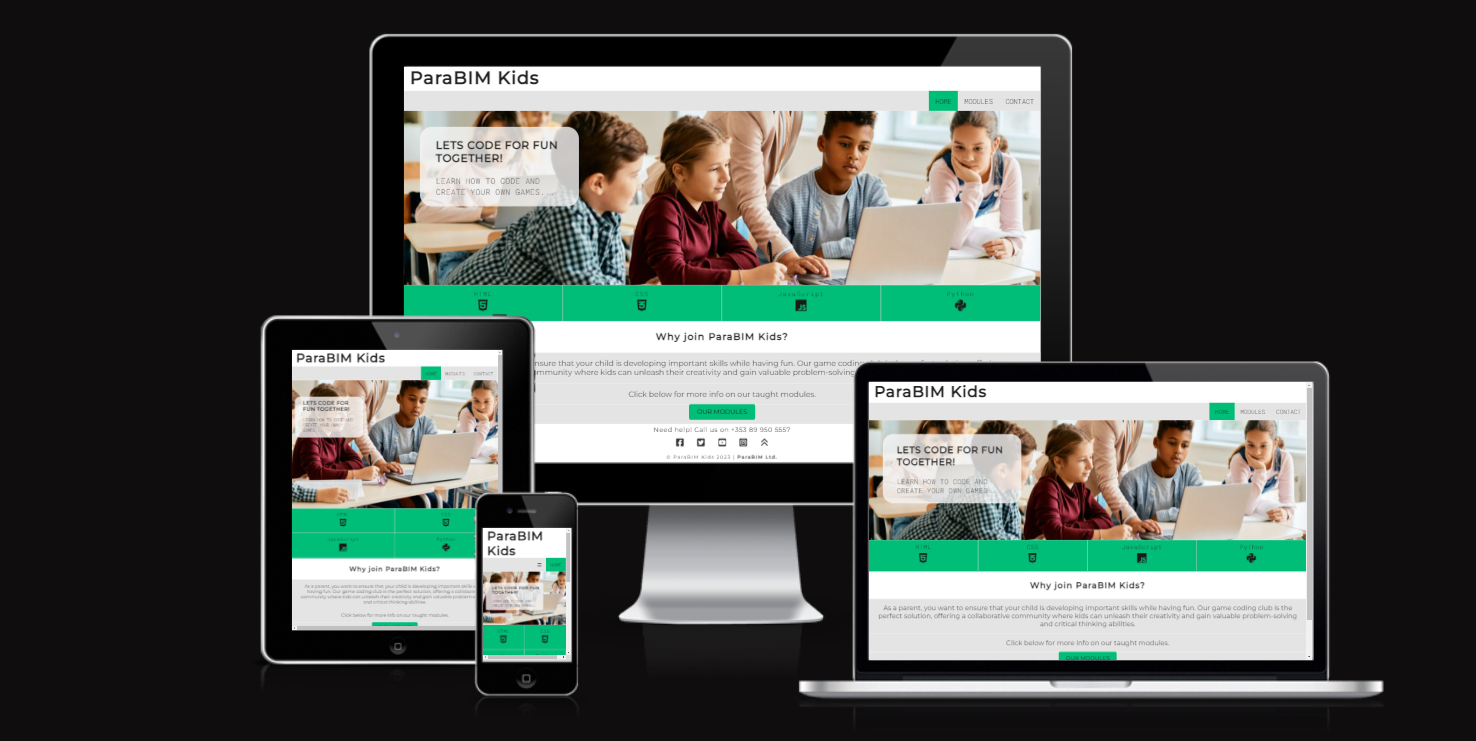 ParaBIM Kids
HOME MODULES CONTACT
LETS CODE FOR FUN
TOGETHER!
LEARN HOW TO CODE AND
CREATE YOUR OWN GAMES...
HTML CSS JavaScript Python
Why join ParaBIM Kids?
ensure that your child is developing important skills while having fun. Our game
community where kids can unleash their creativity and gain valuable problem-solving
Click below for more info on our taught modules.
OUR MODULES
Need help! Call us on +353 89 950 5557
© ParaBIM Kids 2023 | ParaBIM Ltd.
ParaBIM Kids
HOME MODULES CONTACT
LETS CODE FOR
FUN TOGETHER!
LEARN HOW TO CODE AND
CREATE YOUR OWN
GAMES...
HTML CSS
JavaScript Python
Why join ParaBIM Kids?
As a parent, you want to ensure that your child is developing important skills
having fun. Our game coding club is the perfect solution, offering a collaborative
community where kids can unleash their creativity and gain valuable
and critical thinking abilities.
Click below for more info on our taught modules.
ParaBIM
Kids
HOME
LETS CODE FOR FUN
TOGETHER!
HTML CSS
ParaBIM Kids
HOME MODULES CONTACT
LETS CODE FOR FUN
TOGETHER!
LEARN HOW TO CODE AND
CREATE YOUR OWN GAMES...
HTML CSS JavaScript Python
Why join ParaBIM Kids?
As a parent, you want to ensure that your child is developing important skills while having fun. Our game coding club is the
perfect solution, offering a collaborative community where kids can unleash their creativity and gain valuable problem-solving
and critical thinking abilities.
Click below for more info on our taught modules.
OUR MODULES